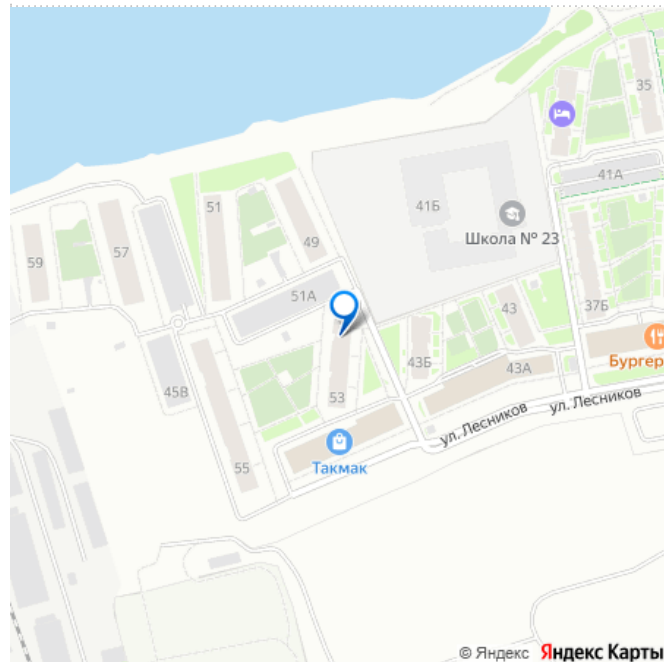 35
41А
41Б
Школа № 23
51
49
57
59
51А
43
37Б
43Б
Бургер
43А
45В
53
ул. Лесников
ул. Лесников
Такмак
55
© Яндекс Яндекс Карты